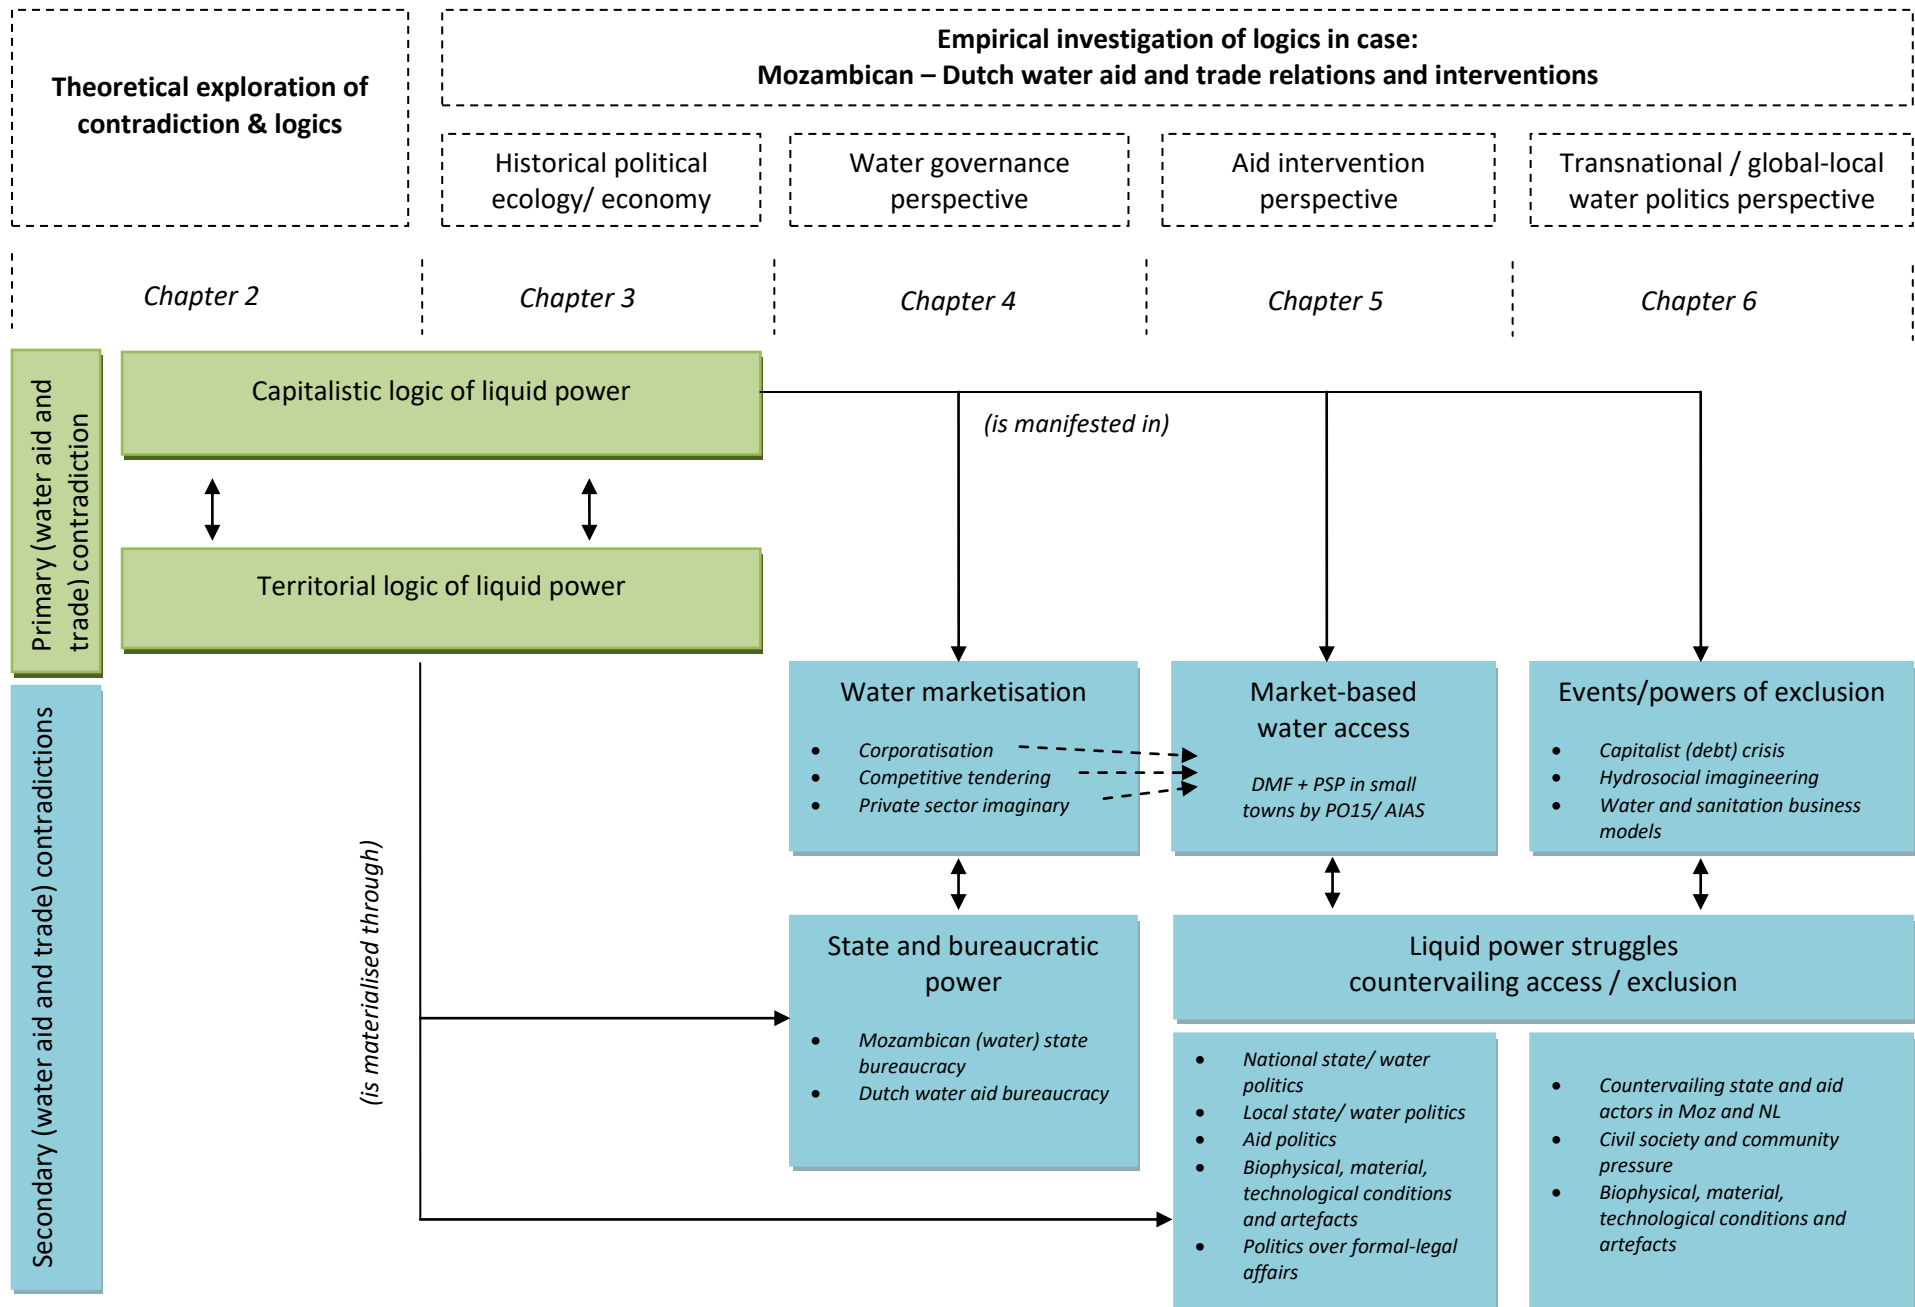 Theoretical exploration of
contradiction & logics
Empirical investigation of logics in case:
Mozambican – Dutch water aid and trade relations and interventions
Historical political
ecology/ economy
Water governance
perspective
Aid intervention
perspective
Transnational / global-local
water politics perspective
Chapter 2
Chapter 3
Chapter 4
Chapter 5
Chapter 6
Primary (water aid and
trade) contradiction
Capitalistic logic of liquid power
(is manifested in)
Territorial logic of liquid power
Secondary (water aid and trade) contradictions
(is materialised through)
Water marketisation
• Corporatisation
• Competitive tendering
• Private sector imaginary
Market-based
water access
DMF + PSP in small
towns by PO15/ AIAS
Events/powers of exclusion
• Capitalist (debt) crisis
• Hydrosocial imagineering
• Water and sanitation business
models
State and bureaucratic
power
• Mozambican (water) state
bureaucracy
• Dutch water aid bureaucracy
Liquid power struggles
countervailing access / exclusion
• National state/ water
politics
• Local state/ water politics
• Aid politics
• Biophysical, material,
technological conditions
and artefacts
• Politics over formal-legal
affairs
• Countervailing state and aid
actors in Moz and NL
• Civil society and community
pressure
• Biophysical, material,
technological conditions and
artefacts